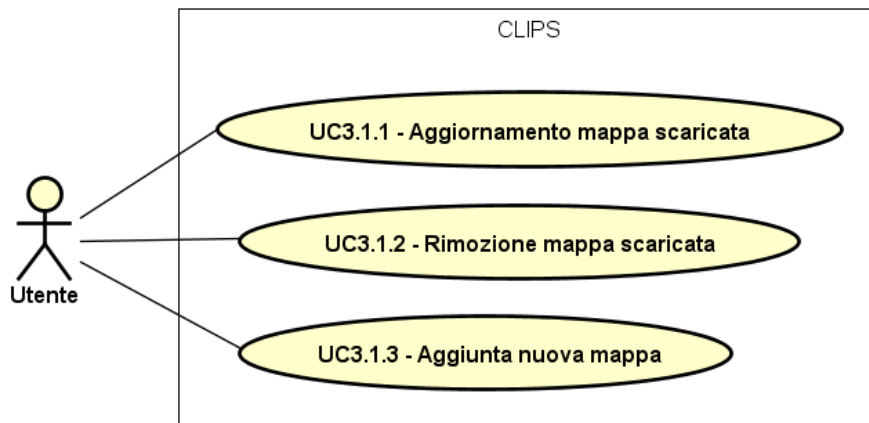 CLIPS
UC3.1.1 - Aggiornamento mappa scaricata
UC3.1.2 - Rimozione mappa scaricata
Utente
UC3.1.3 - Aggiunta nuova mappa